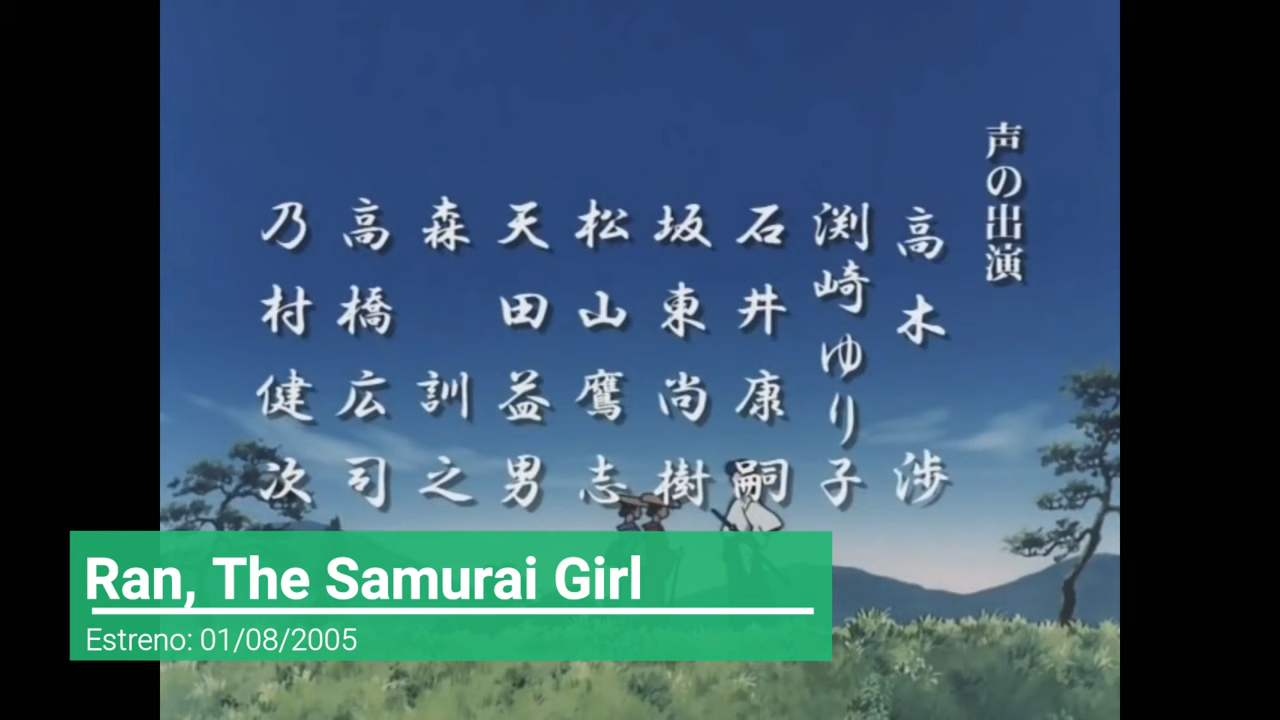 声の出演
高木 渉
渕崎ゆり子
石井康嗣
坂東尚樹
松山鷹志
天田益男
森 訓之
高橋広司
乃村健次
Ran, The Samurai Girl
Estreno: 01/08/2005